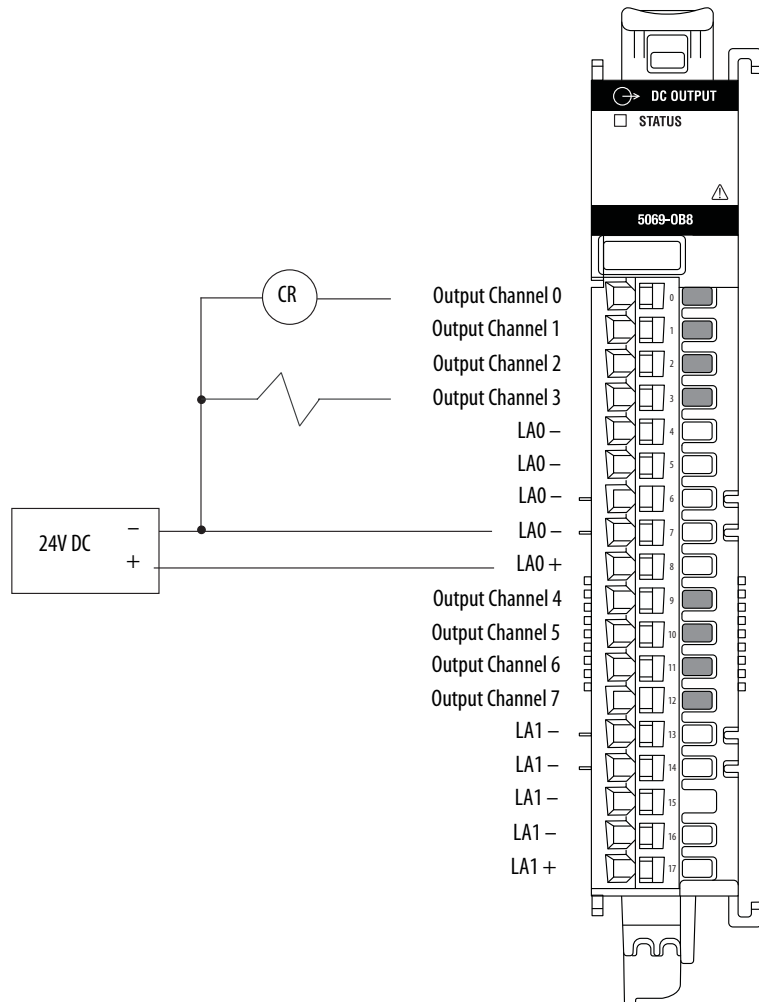 DC OUTPUT
STATUS
5069-OB8
CR
Output Channel 0
0
Output Channel 1
1
Output Channel 2
2
Output Channel 3
3
LA0 –
4
LA0 –
5
LA0 –
6
24V DC
–
+
LA0 –
7
LA0 +
8
Output Channel 4
9
Output Channel 5
10
Output Channel 6
11
Output Channel 7
12
LA1 –
13
LA1 –
14
LA1 –
15
LA1 –
16
LA1 +
17